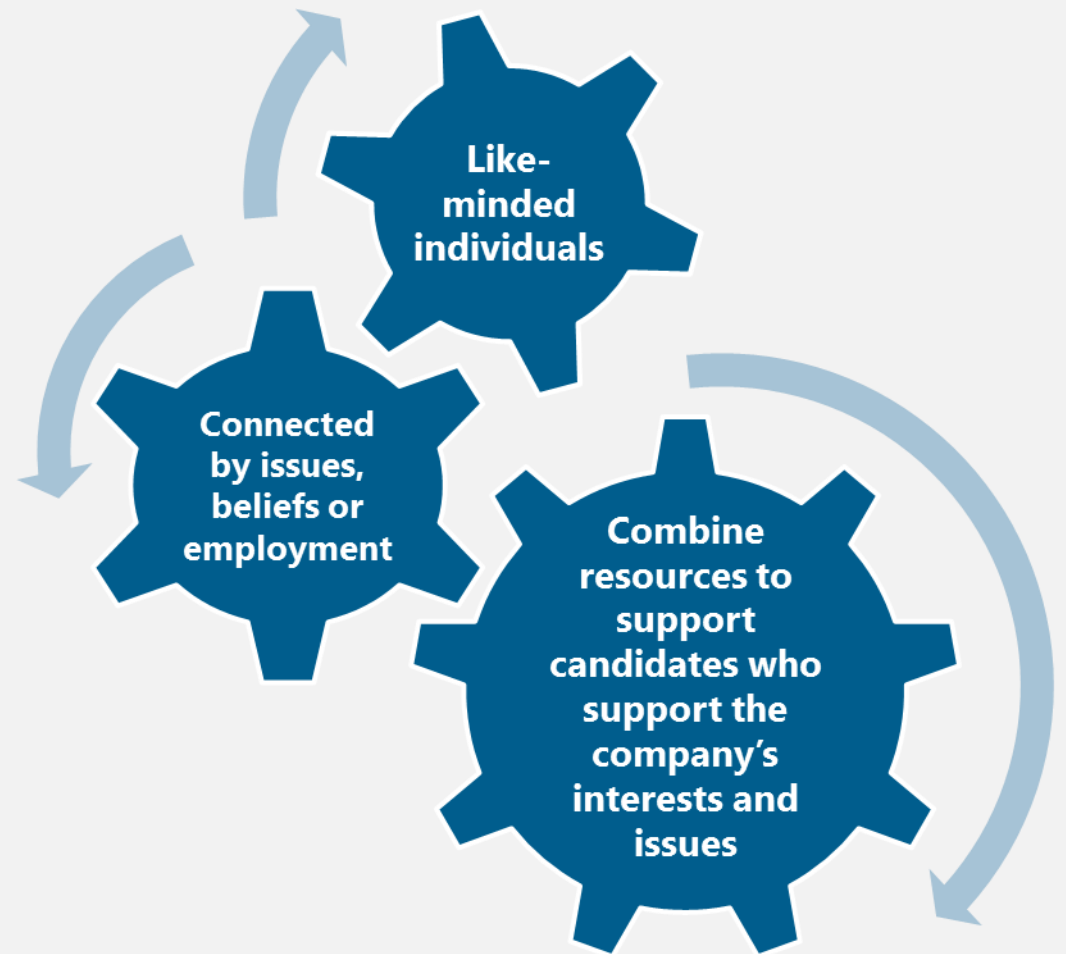 Like-
minded
individuals
Connected
by issues,
beliefs or
employment
Combine
resources to
support
candidates who
support the
company’s
interests and
issues